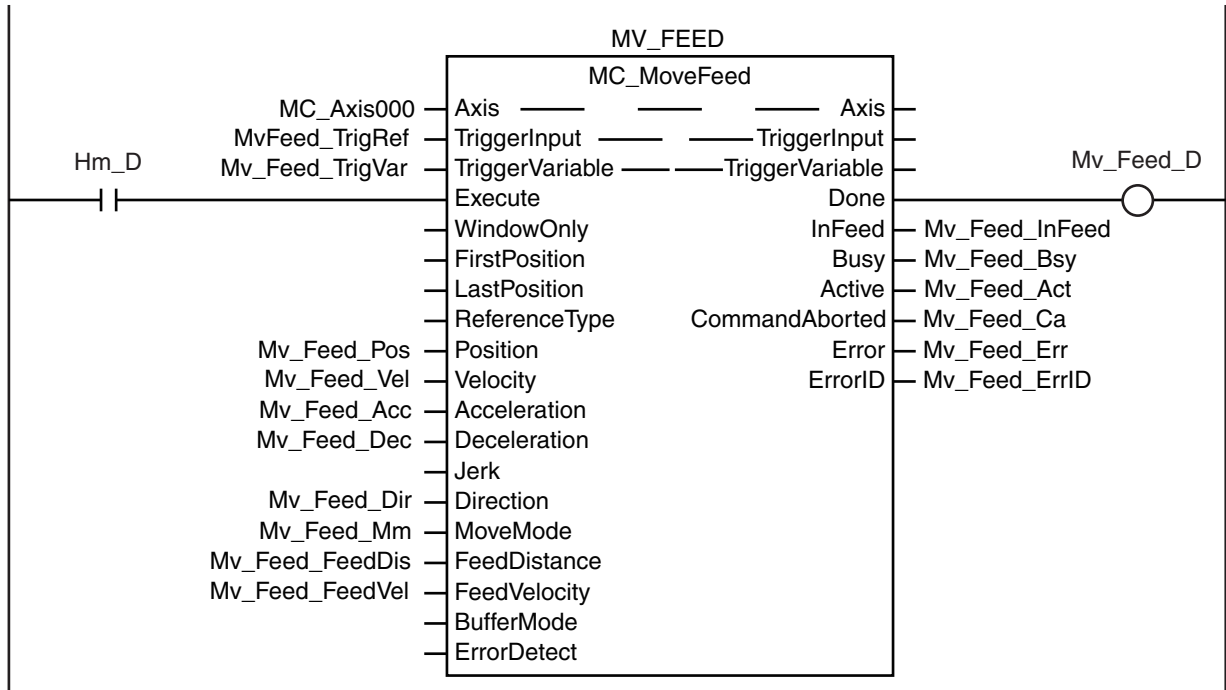 MV_FEED
MC_MoveFeed
MC_Axis000 Axis Axis
MvFeed_TrigRef TriggerInput TriggerInput
Hm_D Mv_Feed_TrigVar TriggerVariable TriggerVariable Mv_Feed_D
Execute Done
WindowOnly InFeed Mv_Feed_InFeed
FirstPosition Busy Mv_Feed_Bsy
LastPosition Active Mv_Feed_Act
ReferenceType CommandAborted Mv_Feed_Ca
Mv_Feed_Pos Position Error Mv_Feed_Err
Mv_Feed_Vel Velocity ErrorID Mv_Feed_ErrID
Mv_Feed_Acc Acceleration
Mv_Feed_Dec Deceleration
Jerk
Mv_Feed_Dir Direction
Mv_Feed_Mm MoveMode
Mv_Feed_FeedDis FeedDistance
Mv_Feed_FeedVel FeedVelocity
BufferMode
ErrorDetect